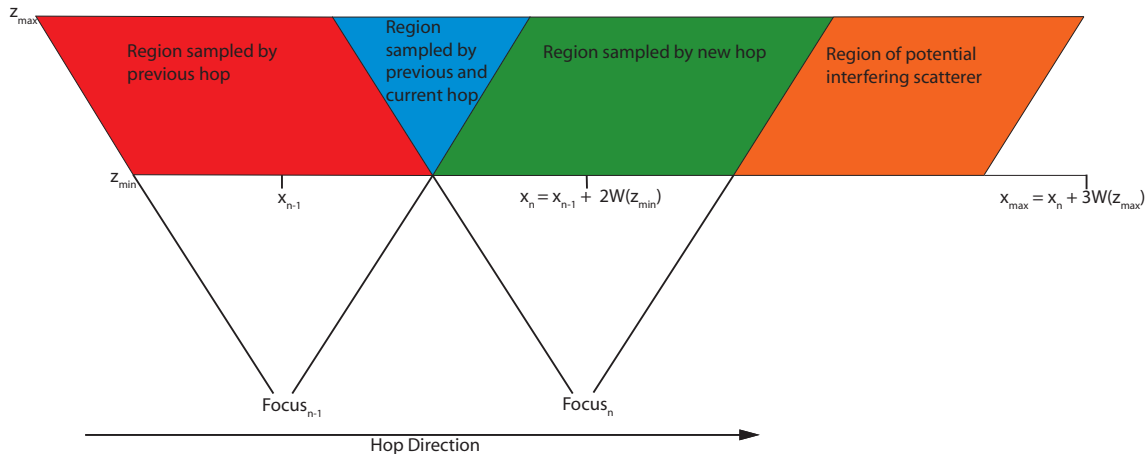 z_max
Region sampled by
previous hop
Region
sampled by
previous and
current hop
Region sampled by new hop
Region of potential
interfering scatterer
z_min
x_n-1
x_n = x_n-1 + 2W(z_min)
x_max = x_n + 3W(z_max)
Focus_n-1
Focus_n
Hop Direction